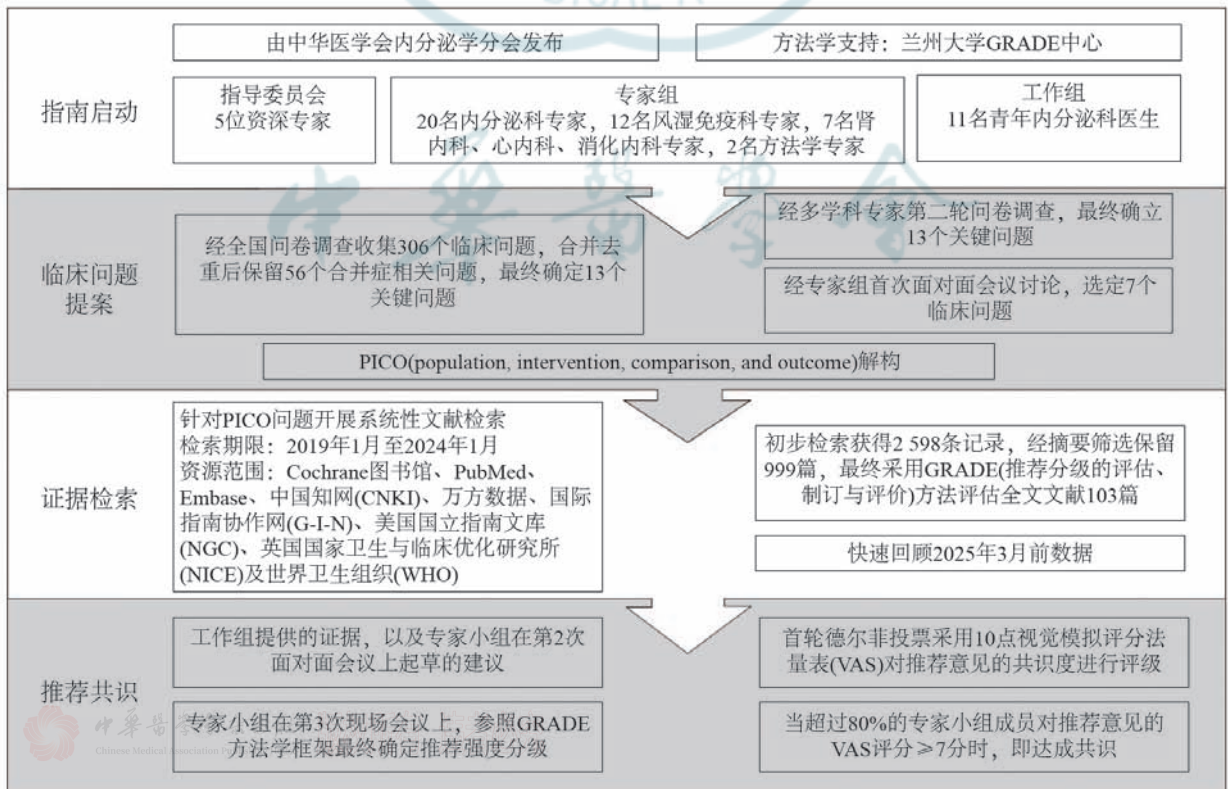 由中华医学会内分泌学分会发布
方法学支持：兰州大学GRADE中心
指南启动
指导委员会
5位资深专家
专家组
20名内分泌科专家，12名风湿免疫科专家，7名肾
内科、心内科、消化内科专家，2名方法学专家
工作组
11名青年内分泌科医生
中华医学会
临床问题
提案
经全国问卷调查收集306个临床问题，合并去
重后保留56个合并症相关问题，最终确定13个
关键问题
经多学科专家第二轮问卷调查，最终确立
13个关键问题
经专家组首次面对面会议讨论，选定7个
临床问题
PICO(population, intervention, comparison, and outcome)解构
证据检索
针对PICO问题开展系统性文献检索
检索期限：2019年1月至2024年1月
资源范围：Cochrane图书馆、PubMed、
Embase、中国知网(CNKI)、万方数据、国际
指南协作网(G-I-N)、美国国立指南文库
(NGC)、英国国家卫生与临床优化研究所
(NICE)及世界卫生组织(WHO)
初步检索获得2 598条记录，经摘要筛选保留
999篇，最终采用GRADE(推荐分级的评估、
制订与评价)方法评估全文文献103篇
快速回顾2025年3月前数据
推荐共识
工作组提供的证据，以及专家小组在第2次
面对面会议上起草的建议
首轮德尔菲投票采用10点视觉模拟评分法
量表(VAS)对推荐意见的共识度进行评级
专家小组在第3次现场会议上，参照GRADE
方法学框架最终确定推荐强度分级
当超过80%的专家小组成员对推荐意见的
VAS评分≥7分时，即达成共识
Chinese Medical Association